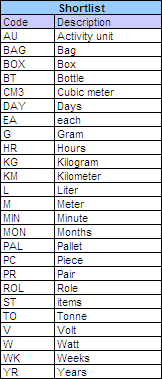 Shortlist
Code Description
AU Activity unit
BAG Bag
BOX Box
BT Bottle
CM3 Cubic meter
DAY Days
EA each
G Gram
HR Hours
KG Kilogram
KM Kilometer
L Liter
M Meter
MIN Minute
MON Months
PAL Pallet
PC Piece
PR Pair
ROL Role
ST items
TO Tonne
V Volt
W Watt
WK Weeks
YR Years